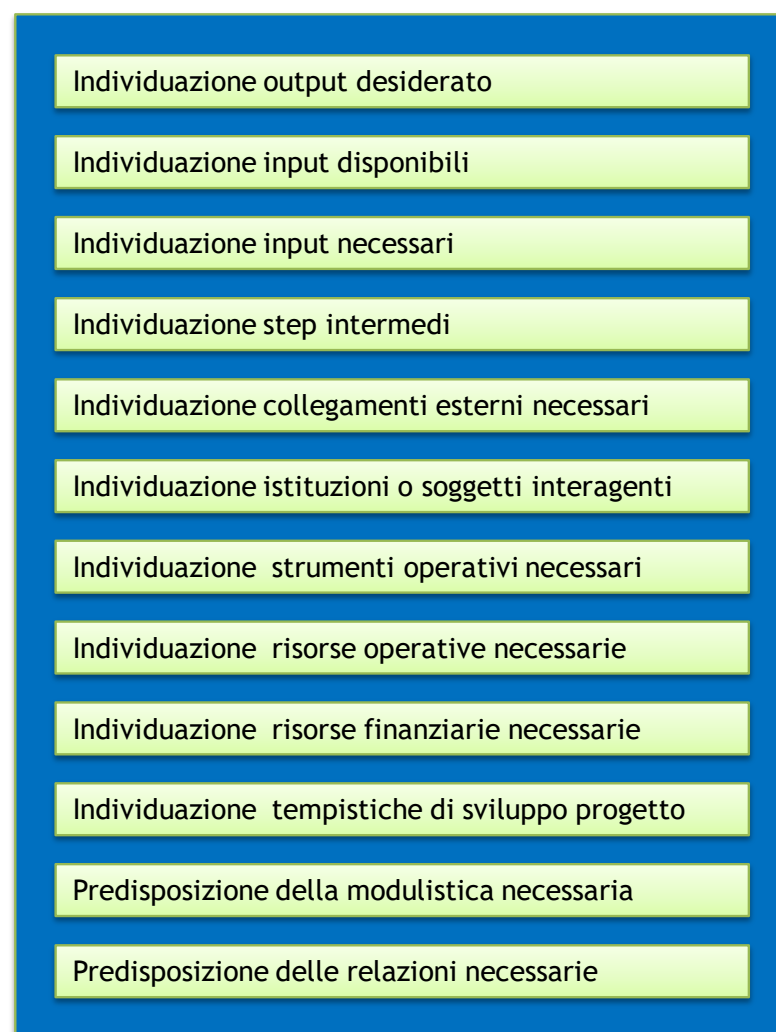 Individuazione output desiderato
Individuazione input disponibili
Individuazione input necessari
Individuazione step intermedi
Individuazione collegamenti esterni necessari
Individuazione istituzioni o soggetti interagenti
Individuazione strumenti operativi necessari
Individuazione risorse operative necessarie
Individuazione risorse finanziarie necessarie
Individuazione tempistiche di sviluppo progetto
Predisposizione della modulistica necessaria
Predisposizione delle relazioni necessarie